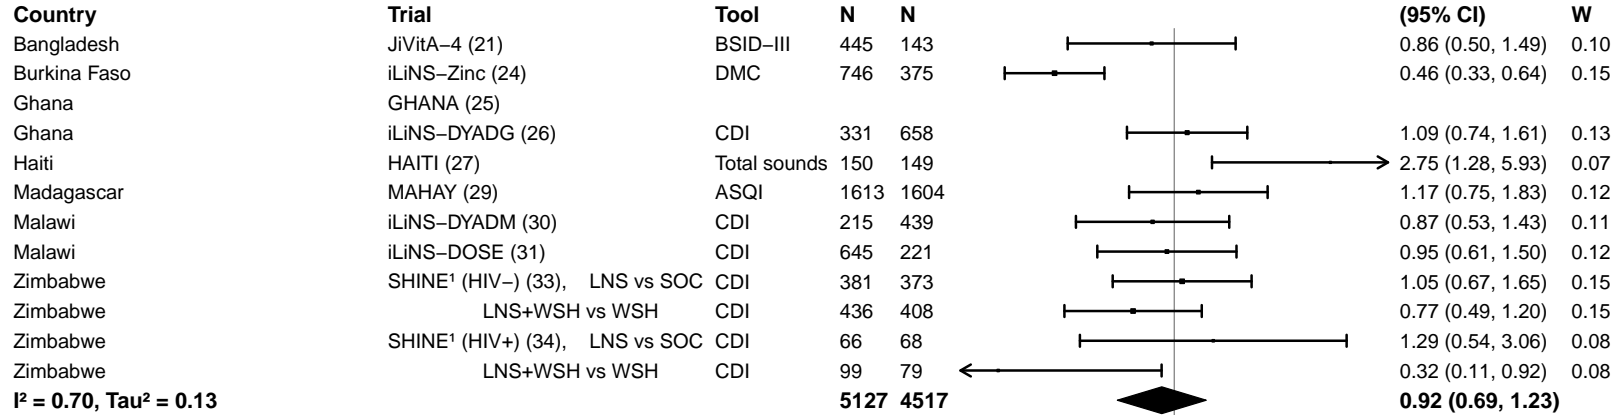 Country Trial Tool N N (95% CI) W
Bangladesh JiVitA−4 (21) BSID−III 445 143 0.86 (0.50, 1.49) 0.10
Burkina Faso iLiNS−Zinc (24) DMC 746 375 0.46 (0.33, 0.64) 0.15
Ghana GHANA (25)
Ghana iLiNS−DYADG (26) CDI 331 658 1.09 (0.74, 1.61) 0.13
Haiti HAITI (27) Total sounds 150 149 2.75 (1.28, 5.93) 0.07
Madagascar MAHAY (29) ASQI 1613 1604 1.17 (0.75, 1.83) 0.12
Malawi iLiNS−DYADM (30) CDI 215 439 0.87 (0.53, 1.43) 0.11
Malawi iLiNS−DOSE (31) CDI 645 221 0.95 (0.61, 1.50) 0.12
Zimbabwe SHINE¹ (HIV−) (33), LNS vs SOC CDI 381 373 1.05 (0.67, 1.65) 0.15
Zimbabwe LNS+WSH vs WSH CDI 436 408 0.77 (0.49, 1.20) 0.15
Zimbabwe SHINE¹ (HIV+) (34), LNS vs SOC CDI 66 68 1.29 (0.54, 3.06) 0.08
Zimbabwe LNS+WSH vs WSH CDI 99 79 0.32 (0.11, 0.92) 0.08
I² = 0.70, Tau² = 0.13 5127 4517 0.92 (0.69, 1.23)